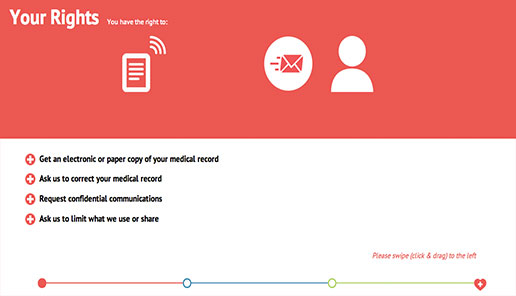 Your Rights You have the right to:
Get an electronic or paper copy of your medical record
Ask us to correct your medical record
Request confidential communications
Ask us to limit what we use or share
Please swipe (click & drag) to the left